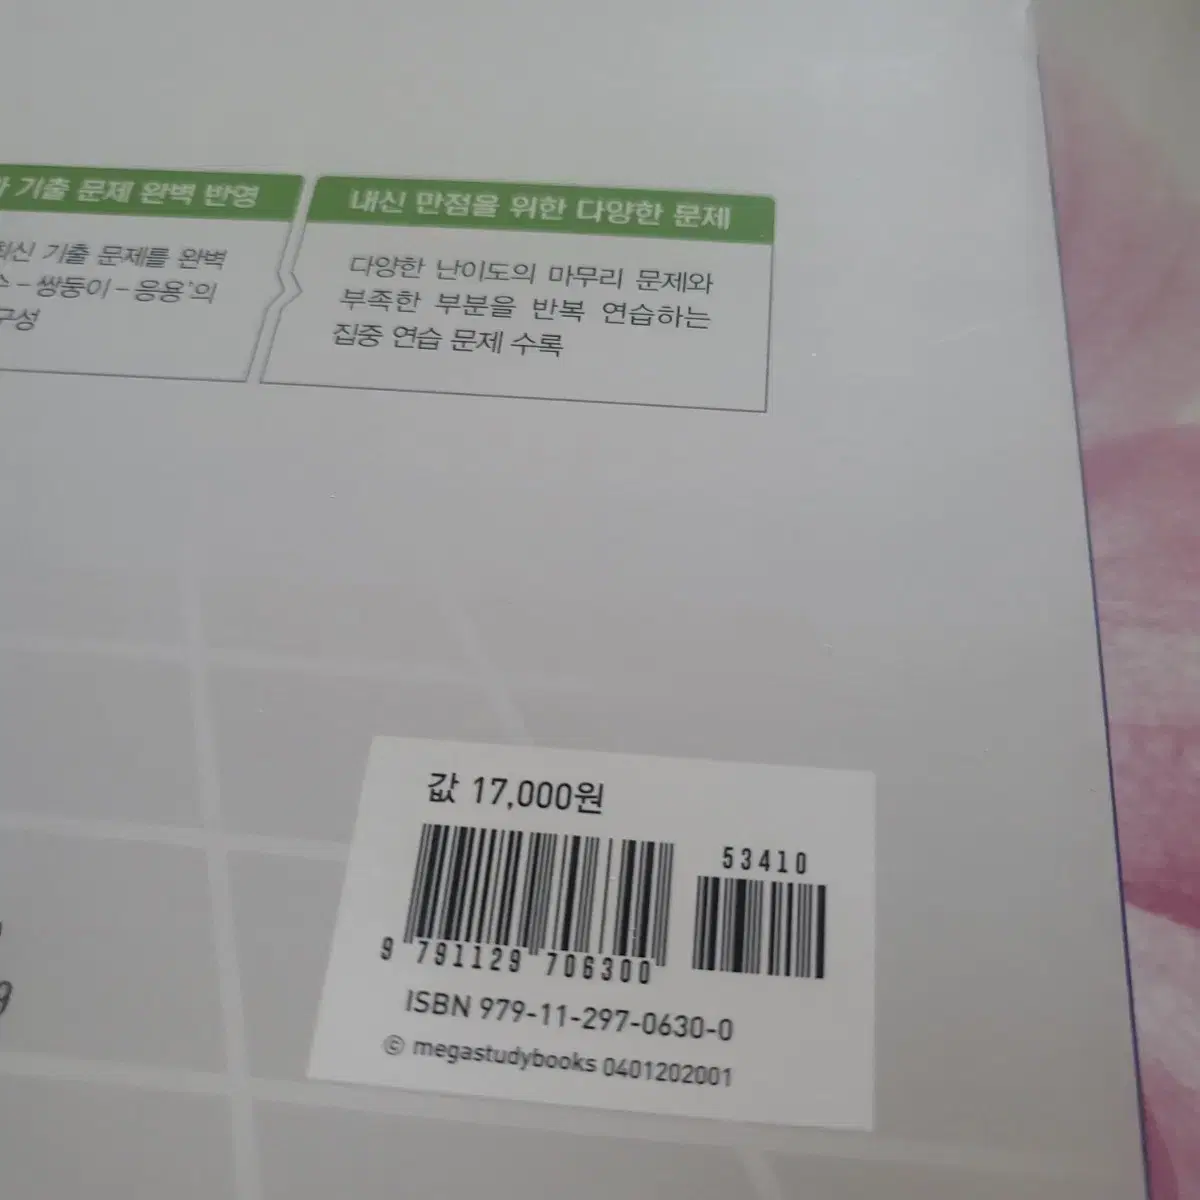 기출 문제 완벽 반영
최신 기출 문제를 완벽
– 쌍둥이 – 응용'의
구성
내신 만점을 위한 다양한 문제
다양한 난이도의 마무리 문제와
부족한 부분을 반복 연습하는
집중 연습 문제 수록
값 17,000원
53410
9 791129 706300
ISBN 979-11-297-0630-0
ⓒ megastudybooks 0401202001